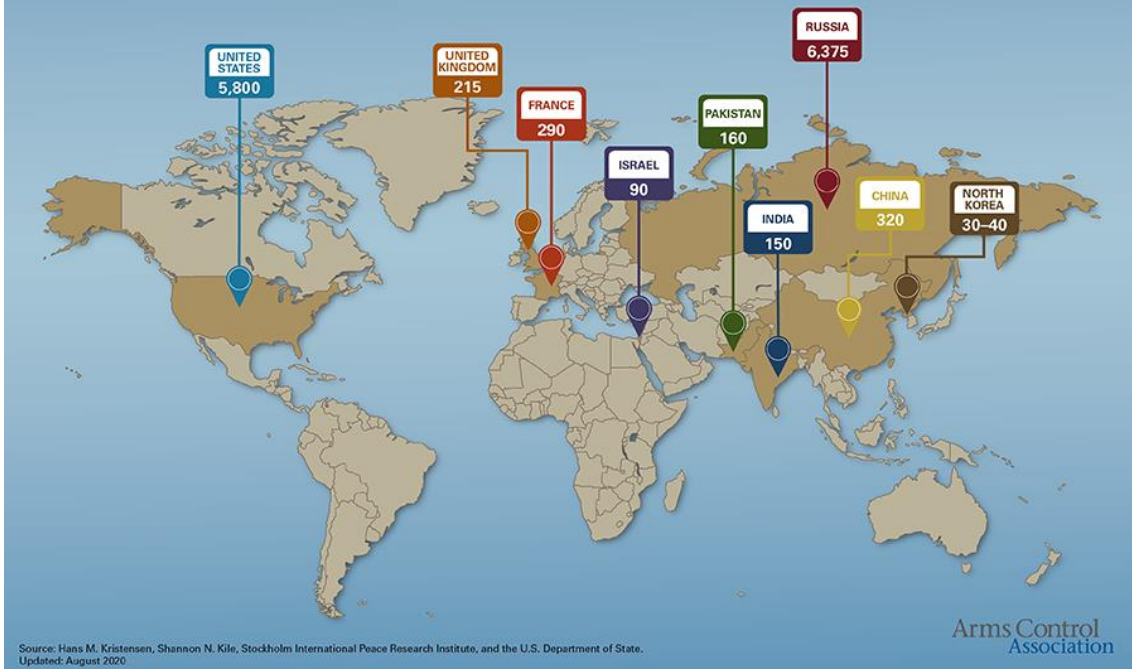 UNITED
STATES
5,800
UNITED
KINGDOM
215
FRANCE
290
ISRAEL
90
PAKISTAN
160
RUSSIA
6,375
INDIA
150
CHINA
320
NORTH
KOREA
30–40
Source: Hans M. Kristensen, Shannon N. Kile, Stockholm International Peace Research Institute, and the U.S. Department of State.
Updated: August 2020
Arms Control
Association